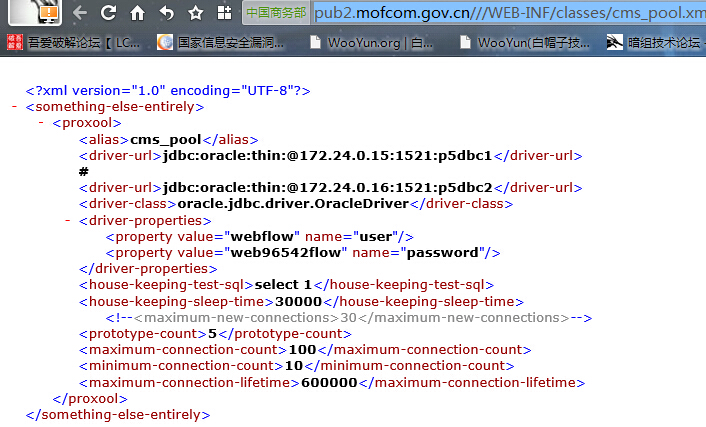 中国商务部 pub2.mofcom.gov.cn///WEB-INF/classes/cms_pool.xm
吾爱破解论坛【 LC... 国家信息安全漏洞... WooYun.org | 白... WooYun(白帽子技... 暗组技术论坛 -
<?xml version="1.0" encoding="UTF-8"?>
- <something-else-entirely>
- <proxool>
<alias>cms_pool</alias>
<driver-url>jdbc:oracle:thin:@172.24.0.15:1521:p5dbc1</driver-url>
#
<driver-url>jdbc:oracle:thin:@172.24.0.16:1521:p5dbc2</driver-url>
<driver-class>oracle.jdbc.driver.OracleDriver</driver-class>
- <driver-properties>
<property value="webflow" name="user"/>
<property value="web96542flow" name="password"/>
</driver-properties>
<house-keeping-test-sql>select 1</house-keeping-test-sql>
<house-keeping-sleep-time>30000</house-keeping-sleep-time>
<!--<maximum-new-connections>30</maximum-new-connections>-->
<prototype-count>5</prototype-count>
<maximum-connection-count>100</maximum-connection-count>
<minimum-connection-count>10</minimum-connection-count>
<maximum-connection-lifetime>600000</maximum-connection-lifetime>
</proxool>
</something-else-entirely>